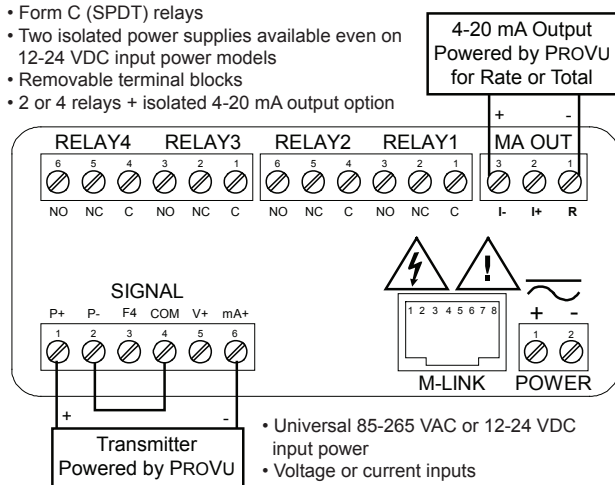 • Form C (SPDT) relays
• Two isolated power supplies available even on
12-24 VDC input power models
• Removable terminal blocks
• 2 or 4 relays + isolated 4-20 mA output option
4-20 mA Output
Powered by PROVU
for Rate or Total
+ -
RELAY4 RELAY3 RELAY2 RELAY1 MA OUT
6 5 4 3 2 1 6 5 4 3 2 1 3 2 1
NO NC C NO NC C NO NC C NO NC C I- I+ R
SIGNAL
P+ P- F4 COM V+ mA+
1 2 3 4 5 6
1 2 3 4 5 6 7 8
+ -
1 2
M-LINK POWER
+ -
Transmitter
Powered by PROVU
• Universal 85-265 VAC or 12-24 VDC
input power
• Voltage or current inputs